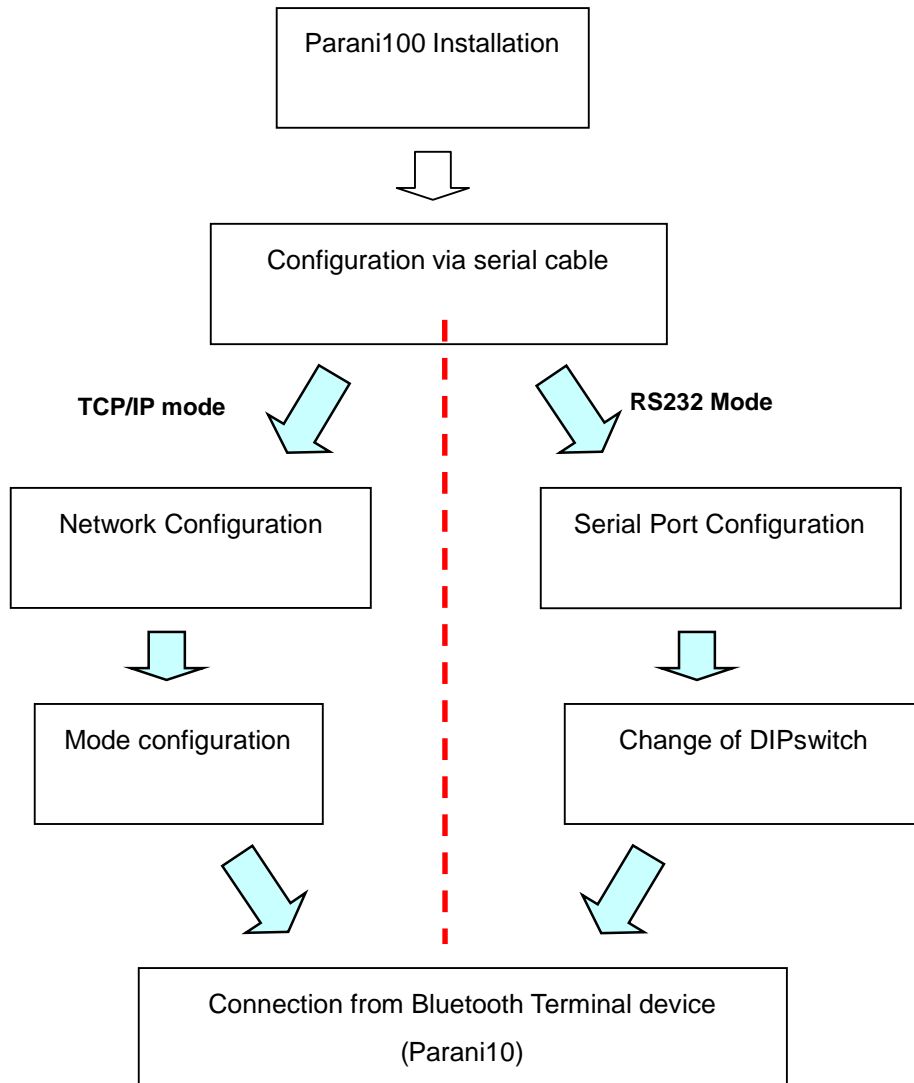 Parani100 Installation
Configuration via serial cable
TCP/IP mode
RS232 Mode
Network Configuration
Serial Port Configuration
Mode configuration
Change of DIPswitch
Connection from Bluetooth Terminal device
(Parani10)